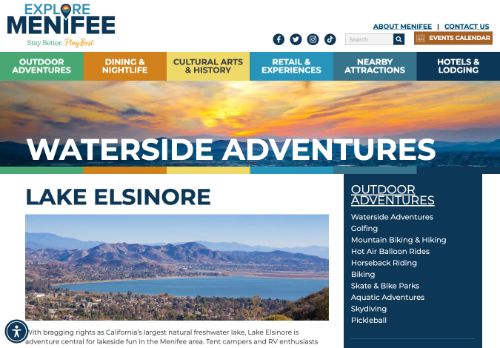 EXPLORE
MENIFEE
Stay Better. Play Best.
ABOUT MENIFEE | CONTACT US
Search
EVENTS CALENDAR
OUTDOOR
ADVENTURES
DINING &
NIGHTLIFE
CULTURAL ARTS
& HISTORY
RETAIL &
EXPERIENCES
NEARBY
ATTRACTIONS
HOTELS &
LODGING
WATERSIDE ADVENTURES
LAKE ELSINORE
With bragging rights as California's largest natural freshwater lake, Lake Elsinore is
adventure central for lakeside fun in the Menifee area. Tent campers and RV enthusiasts
OUTDOOR
ADVENTURES
Waterside Adventures
Golfing
Mountain Biking & Hiking
Hot Air Balloon Rides
Horseback Riding
Biking
Skate & Bike Parks
Aquatic Adventures
Skydiving
Pickleball